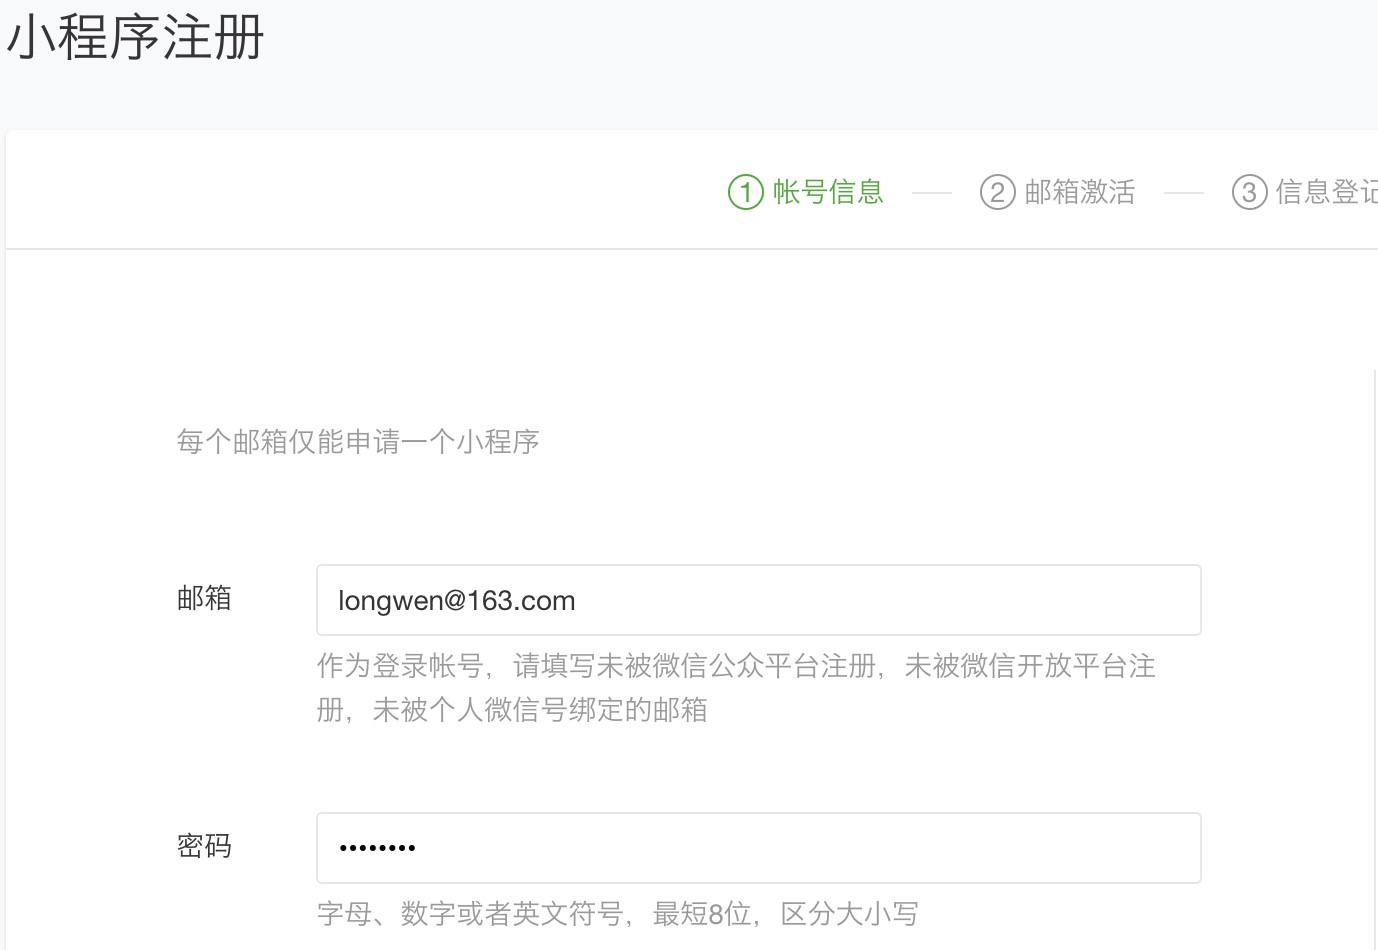 小程序注册
1 帐号信息 2 邮箱激活 3 信息登记
每个邮箱仅能申请一个小程序
邮箱 longwen@163.com
作为登录帐号，请填写未被微信公众平台注册，未被微信开放平台注
册，未被个人微信号绑定的邮箱
密码 ••••••••
字母、数字或者英文符号，最短8位，区分大小写